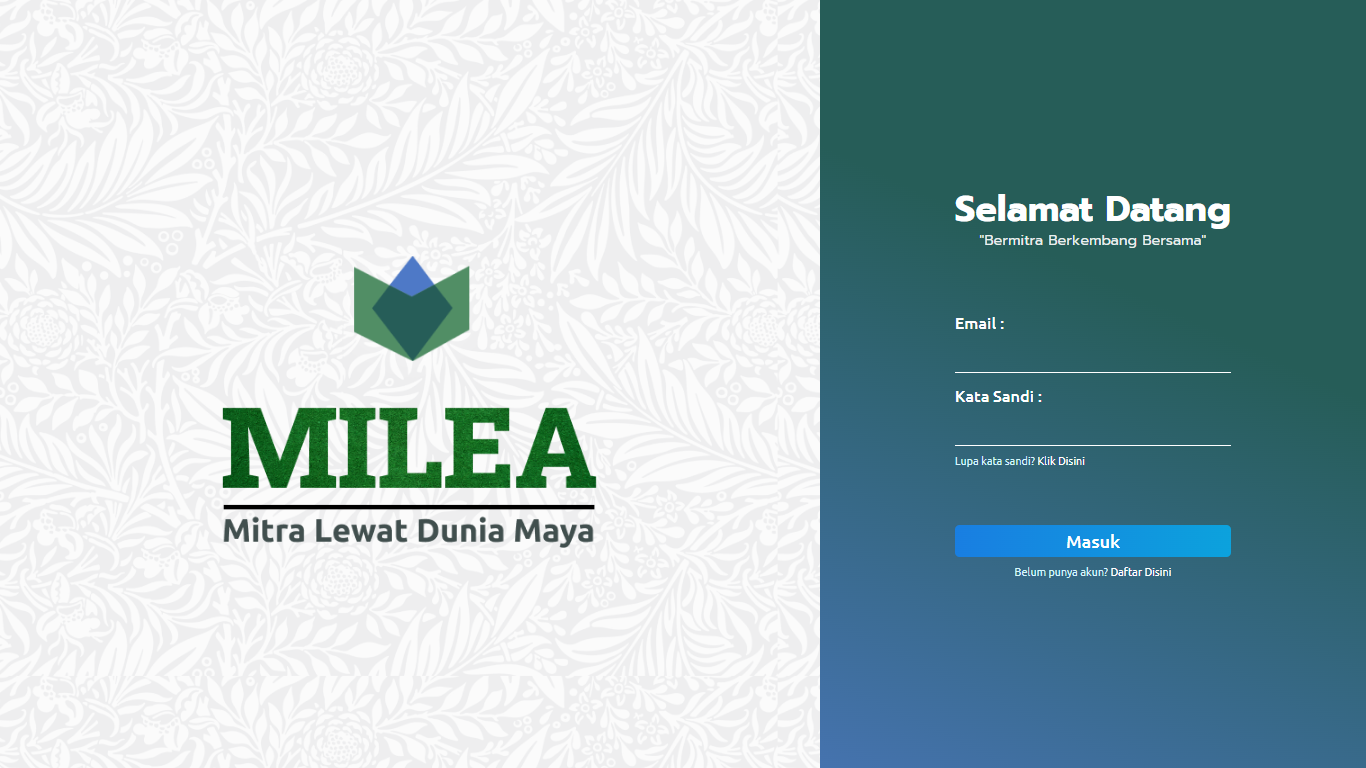 MILEA
Mitra Lewat Dunia Maya
Selamat Datang
"Bermitra Berkembang Bersama"
Email :
Kata Sandi :
Lupa kata sandi? Klik Disini
Masuk
Belum punya akun? Daftar Disini